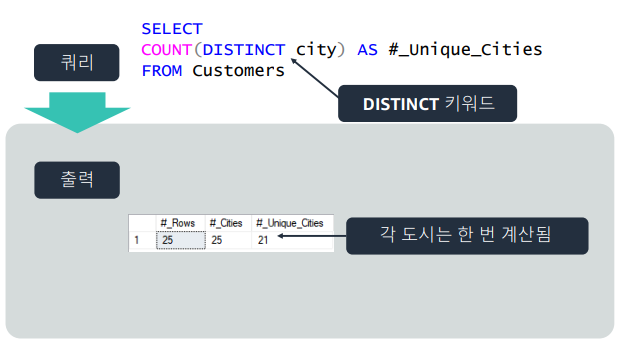 SELECT
COUNT(DISTINCT city) AS #_Unique_Cities
FROM Customers
쿼리
DISTINCT 키워드
출력
#_Rows #_Cities #_Unique_Cities
1 25 25 21
각 도시는 한 번 계산됨